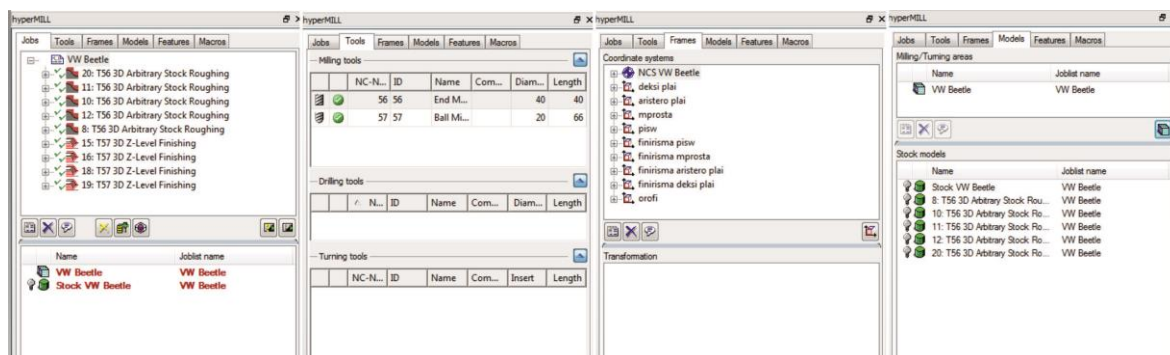 hyperMILL
Jobs Tools Frames Models Features Macros
VW Beetle
20: T56 3D Arbitrary Stock Roughing
11: T56 3D Arbitrary Stock Roughing
10: T56 3D Arbitrary Stock Roughing
12: T56 3D Arbitrary Stock Roughing
8: T56 3D Arbitrary Stock Roughing
15: T57 3D Z-Level Finishing
16: T57 3D Z-Level Finishing
18: T57 3D Z-Level Finishing
19: T57 3D Z-Level Finishing
Name Joblist name
VW Beetle VW Beetle
Stock VW Beetle VW Beetle
hyperMILL
Jobs Tools Frames Models Features Macros
Milling tools
NC-N... ID Name Com... Diam... Length
56 56 End M... 40 40
57 57 Ball Mi... 20 66
Drilling tools
N... ID Name Com... Diam... Length
Turning tools
NC-N... ID Name Com... Insert Length
hyperMILL
Jobs Tools Frames Models Features Macros
Coordinate systems
NCS VW Beetle
deksi plai
aristero plai
mprosta
pisw
finirisma pisw
finirisma mprosta
finirisma aristero plai
finirisma deksi plai
orofi
Transformation
hyperMILL
Jobs Tools Frames Models Features Macros
Milling/Turning areas
Name Joblist name
VW Beetle VW Beetle
Stock models
Name Joblist name
Stock VW Beetle VW Beetle
8: T56 3D Arbitrary Stock Rou... VW Beetle
10: T56 3D Arbitrary Stock Ro... VW Beetle
11: T56 3D Arbitrary Stock Ro... VW Beetle
12: T56 3D Arbitrary Stock Ro... VW Beetle
20: T56 3D Arbitrary Stock Ro... VW Beetle